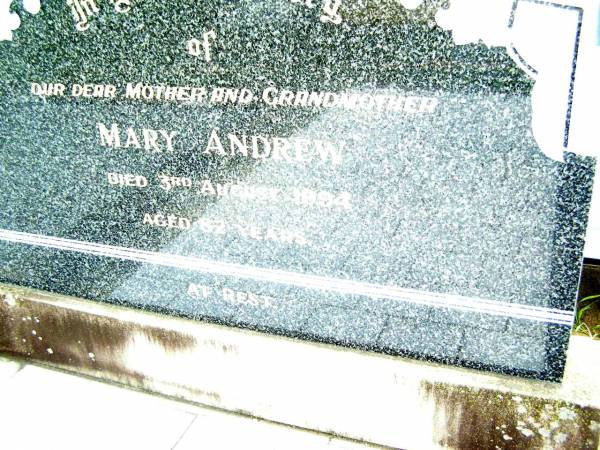 of
OUR DEAR MOTHER AND GRANDMOTHER
MARY ANDREW
DIED 3RD AUGUST
AGED YEARS
AT REST